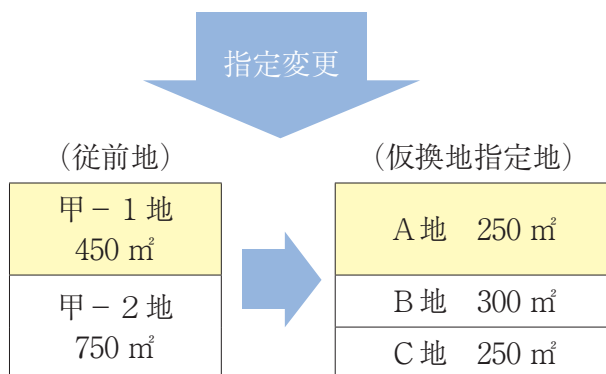 指定変更
（従前地）
（仮換地指定地）
甲－１地
450 ㎡
甲－２地
750 ㎡
Ａ地　250 ㎡
Ｂ地　300 ㎡
Ｃ地　250 ㎡